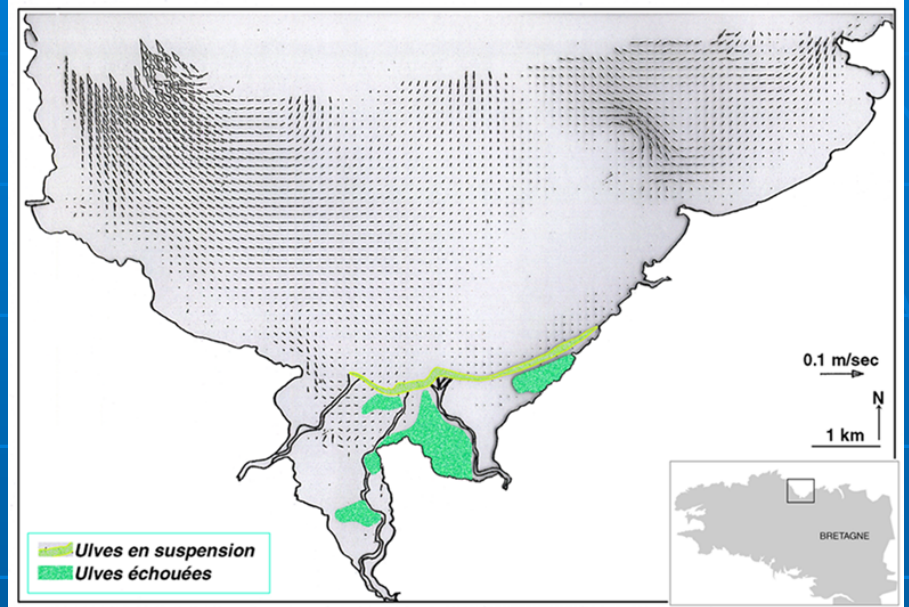 0.1 m/sec
N
1 km
BRETAGNE
Ulves en suspension
Ulves échouées